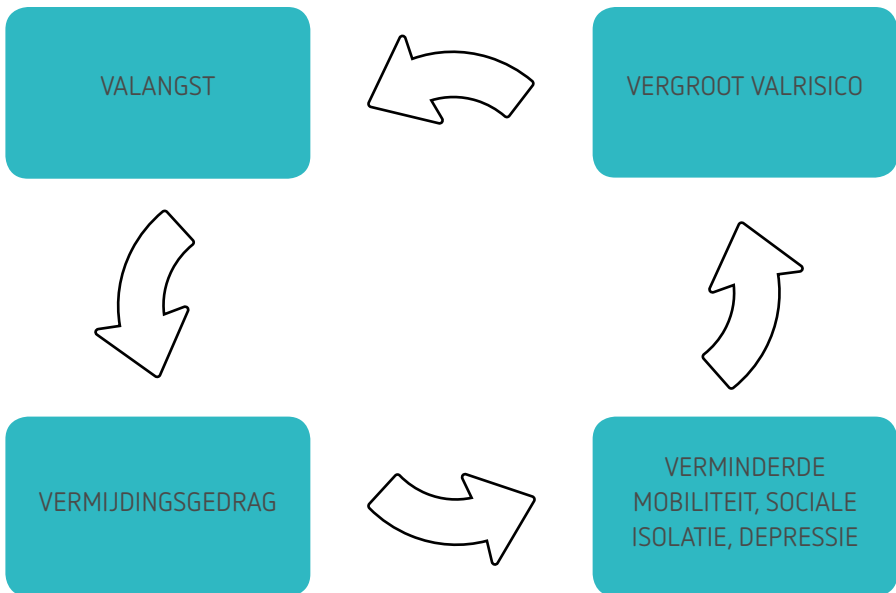 VALANGST
VERGROOT VALRISICO
VERMIJDINGSGEDRAG
VERMINDERDE
MOBILITEIT, SOCIALE
ISOLATIE, DEPRESSIE